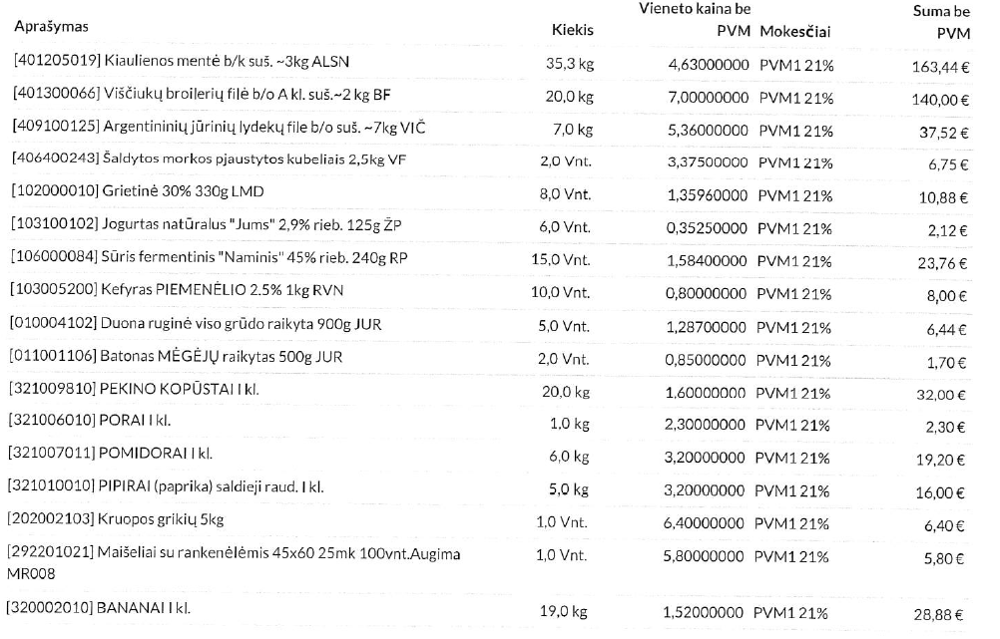 Aprašymas Kiekis Vieneto kaina be PVM Mokesčiai Suma be PVM
[401205019] Kiaulienos mentė b/k suš. ~3kg ALSN 35,3 kg 4,63000000 PVM1 21% 163,44 €
[401300066] Viščiukų broilerių filė b/o A kl. suš.~2 kg BF 20,0 kg 7,00000000 PVM1 21% 140,00 €
[409100125] Argentininių jūrinių lydekų file b/o suš. ~7kg VIČ 7,0 kg 5,36000000 PVM1 21% 37,52 €
[406400243] Šaldytos morkos pjaustytos kubeliais 2,5kg VF 2,0 Vnt. 3,37500000 PVM1 21% 6,75 €
[102000010] Grietinė 30% 330g LMD 8,0 Vnt. 1,35960000 PVM1 21% 10,88 €
[103100102] Jogurtas natūralus "Jums" 2,9% rieb. 125g ŽP 6,0 Vnt. 0,35250000 PVM1 21% 2,12 €
[106000084] Sūris fermentinis "Naminis" 45% rieb. 240g RP 15,0 Vnt. 1,58400000 PVM1 21% 23,76 €
[103005200] Kefyras PIEMENĖLIO 2.5% 1kg RVN 10,0 Vnt. 0,80000000 PVM1 21% 8,00 €
[010004102] Duona ruginė viso grūdo raikyta 900g JUR 5,0 Vnt. 1,28700000 PVM1 21% 6,44 €
[011001106] Batonas MĖGĖJŲ raikytas 500g JUR 2,0 Vnt. 0,85000000 PVM1 21% 1,70 €
[321009810] PEKINO KOPŪSTAI I kl. 20,0 kg 1,60000000 PVM1 21% 32,00 €
[321006010] PORAI I kl. 1,0 kg 2,30000000 PVM1 21% 2,30 €
[321007011] POMIDORAI I kl. 6,0 kg 3,20000000 PVM1 21% 19,20 €
[321010010] PIPIRAI (paprika) saldieji raud. I kl. 5,0 kg 3,20000000 PVM1 21% 16,00 €
[202002103] Kruopos grikių 5kg 1,0 Vnt. 6,40000000 PVM1 21% 6,40 €
[292201021] Maišeliai su rankenėlėmis 45x60 25mk 100vnt.Augima 1,0 Vnt. 5,80000000 PVM1 21% 5,80 €
MR008
[320002010] BANANAI I kl. 19,0 kg 1,52000000 PVM1 21% 28,88 €